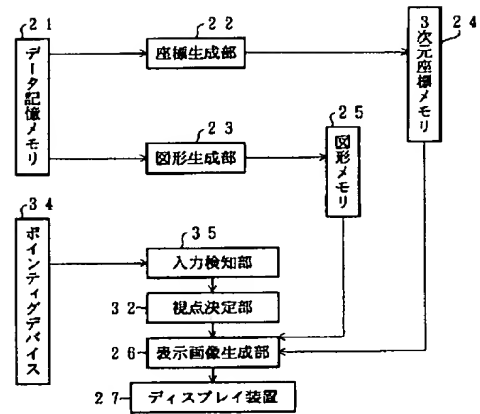 21
データ記憶メモリ
22
座標生成部
3次元座標メモリ
24
23
図形生成部
25
図形メモリ
34
ポインティグデバイス
35
入力検知部
32
視点決定部
26
表示画像生成部
27
ディスプレイ装置